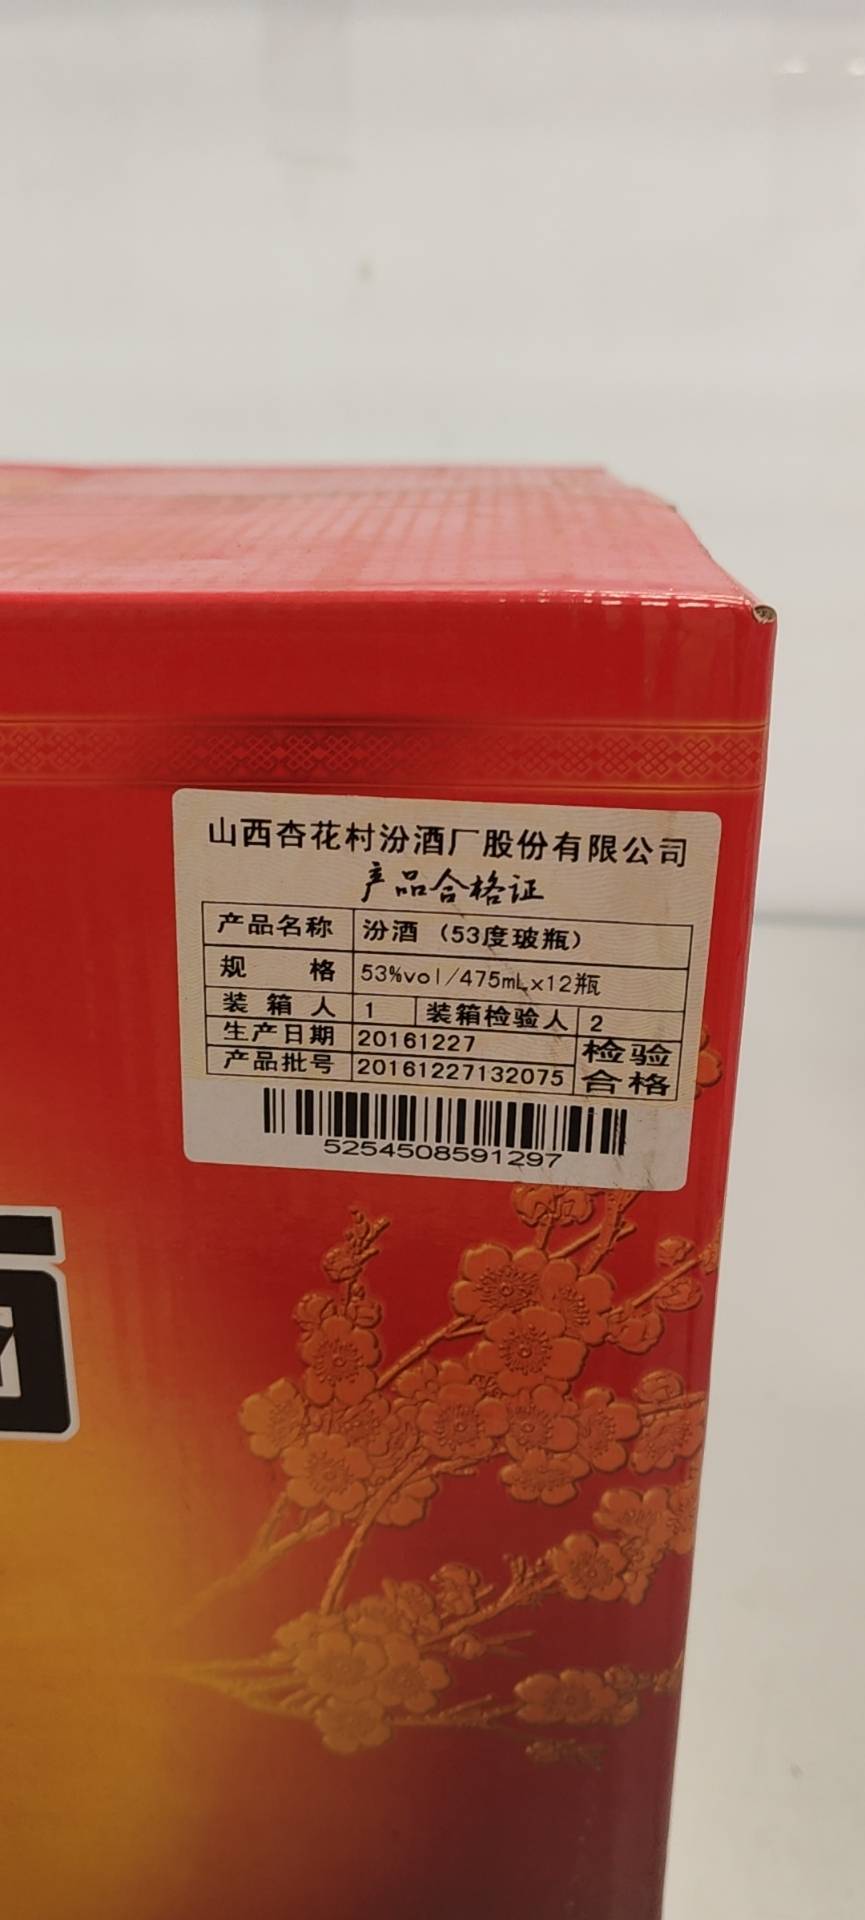 山西杏花村汾酒厂股份有限公司
产品合格证
产品名称 汾酒（53度玻瓶）
规 格 53%vol/475mL×12瓶
装箱人 1 装箱检验人 2
生产日期 20161227 检验
产品批号 20161227132075 合格
5254508591297